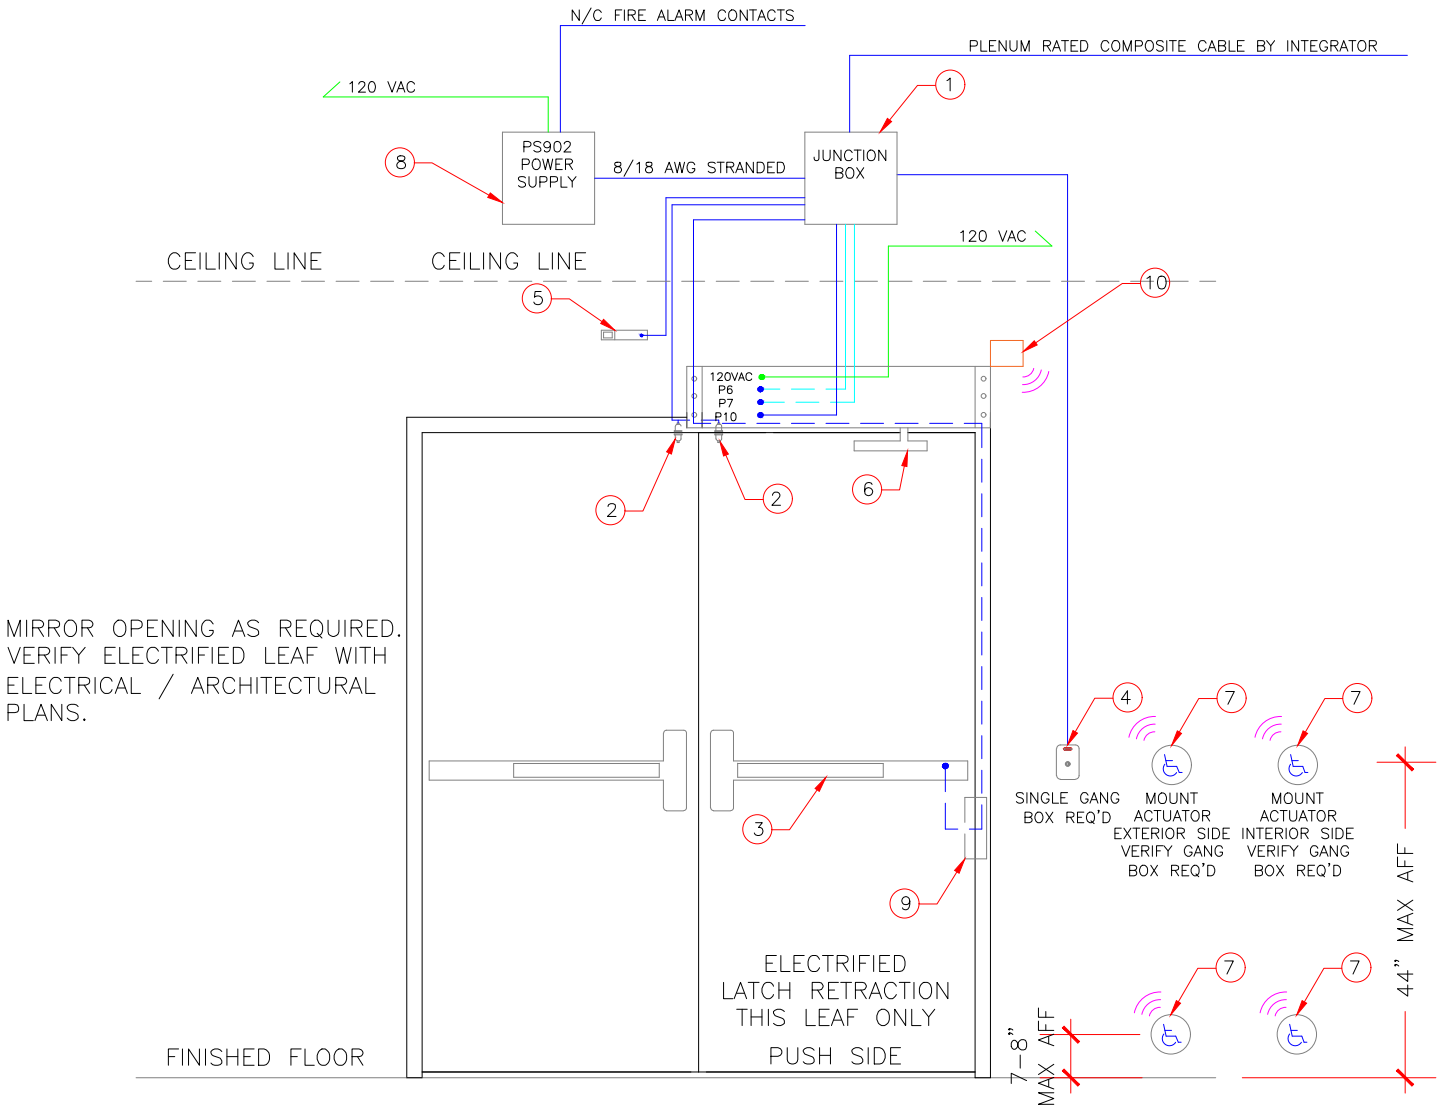 N/C FIRE ALARM CONTACTS
PLENUM RATED COMPOSITE CABLE BY INTEGRATOR
120 VAC
1
PS902
POWER
SUPPLY
8
8/18 AWG STRANDED
JUNCTION
BOX
120 VAC
CEILING LINE
CEILING LINE
10
5
120VAC
P6
P7
P10
6
2
2
MIRROR OPENING AS REQUIRED.
VERIFY ELECTRIFIED LEAF WITH
ELECTRICAL / ARCHITECTURAL
PLANS.
4
7
7
SINGLE GANG
BOX REQ'D
MOUNT
ACTUATOR
EXTERIOR SIDE
VERIFY GANG
BOX REQ'D
MOUNT
ACTUATOR
INTERIOR SIDE
VERIFY GANG
BOX REQ'D
3
9
44" MAX AFF
ELECTRIFIED
LATCH RETRACTION
THIS LEAF ONLY
PUSH SIDE
7
7
7-8"
MAX AFF
FINISHED FLOOR